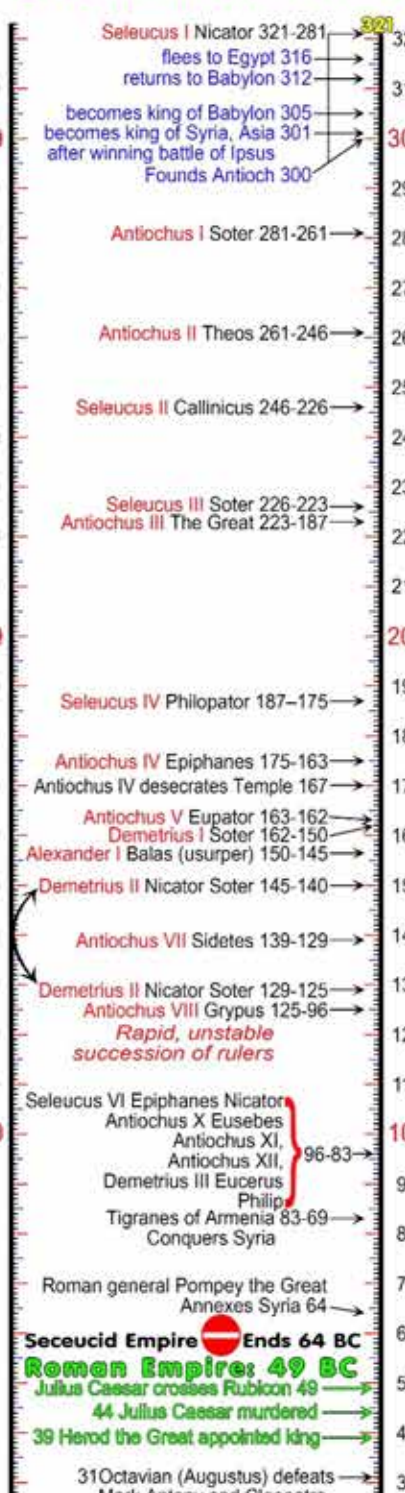 321
Seleucus I Nicator 321-281
flees to Egypt 316
returns to Babylon 312
becomes king of Babylon 305
becomes king of Syria, Asia 301
after winning battle of Ipsus
Founds Antioch 300
Antiochus I Soter 281-261
Antiochus II Theos 261-246
Seleucus II Callinicus 246-226
Seleucus III Soter 226-223
Antiochus III The Great 223-187
Seleucus IV Philopator 187–175
Antiochus IV Epiphanes 175-163
Antiochus IV desecrates Temple 167
Antiochus V Eupator 163-162
Demetrius I Soter 162-150
Alexander I Balas (usurper) 150-145
Demetrius II Nicator Soter 145-140
Antiochus VII Sidetes 139-129
Demetrius II Nicator Soter 129-125
Antiochus VIII Grypus 125-96
Rapid, unstable
succession of rulers
Seleucus VI Epiphanes Nicator
Antiochus X Eusebes
Antiochus XI,
Antiochus XII,
Demetrius III Eucerus
Philip
96-83
Tigranes of Armenia 83-69
Conquers Syria
Roman general Pompey the Great
Annexes Syria 64
Seceucid Empire Ends 64 BC
Roman Empire: 49 BC
Julius Caesar crosses Rubicon 49
44 Julius Caesar murdered
39 Herod the Great appointed king
31Octavian (Augustus) defeats
Mark Antony and Cleopatra